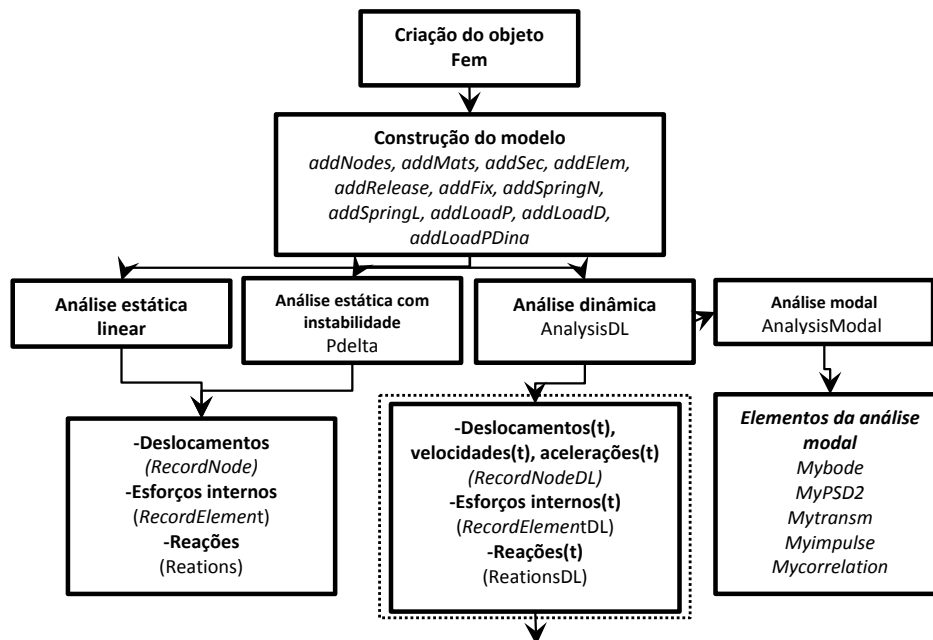 Criação do objeto
Fem
Construção do modelo
addNodes, addMats, addSec, addElem,
addRelease, addFix, addSpringN,
addSpringL, addLoadP, addLoadD,
addLoadPDina
Análise estática
linear
Análise estática com
instabilidade
Pdelta
Análise dinâmica
AnalysisDL
Análise modal
AnalysisModal
-Deslocamentos
(RecordNode)
-Esforços internos
(RecordElement)
-Reações
(Reations)
-Deslocamentos(t),
velocidades(t), acelerações(t)
(RecordNodeDL)
-Esforços internos(t)
(RecordElementDL)
-Reações(t)
(ReationsDL)
Elementos da análise
modal
Mybode
MyPSD2
Mytransm
Myimpulse
Mycorrelation